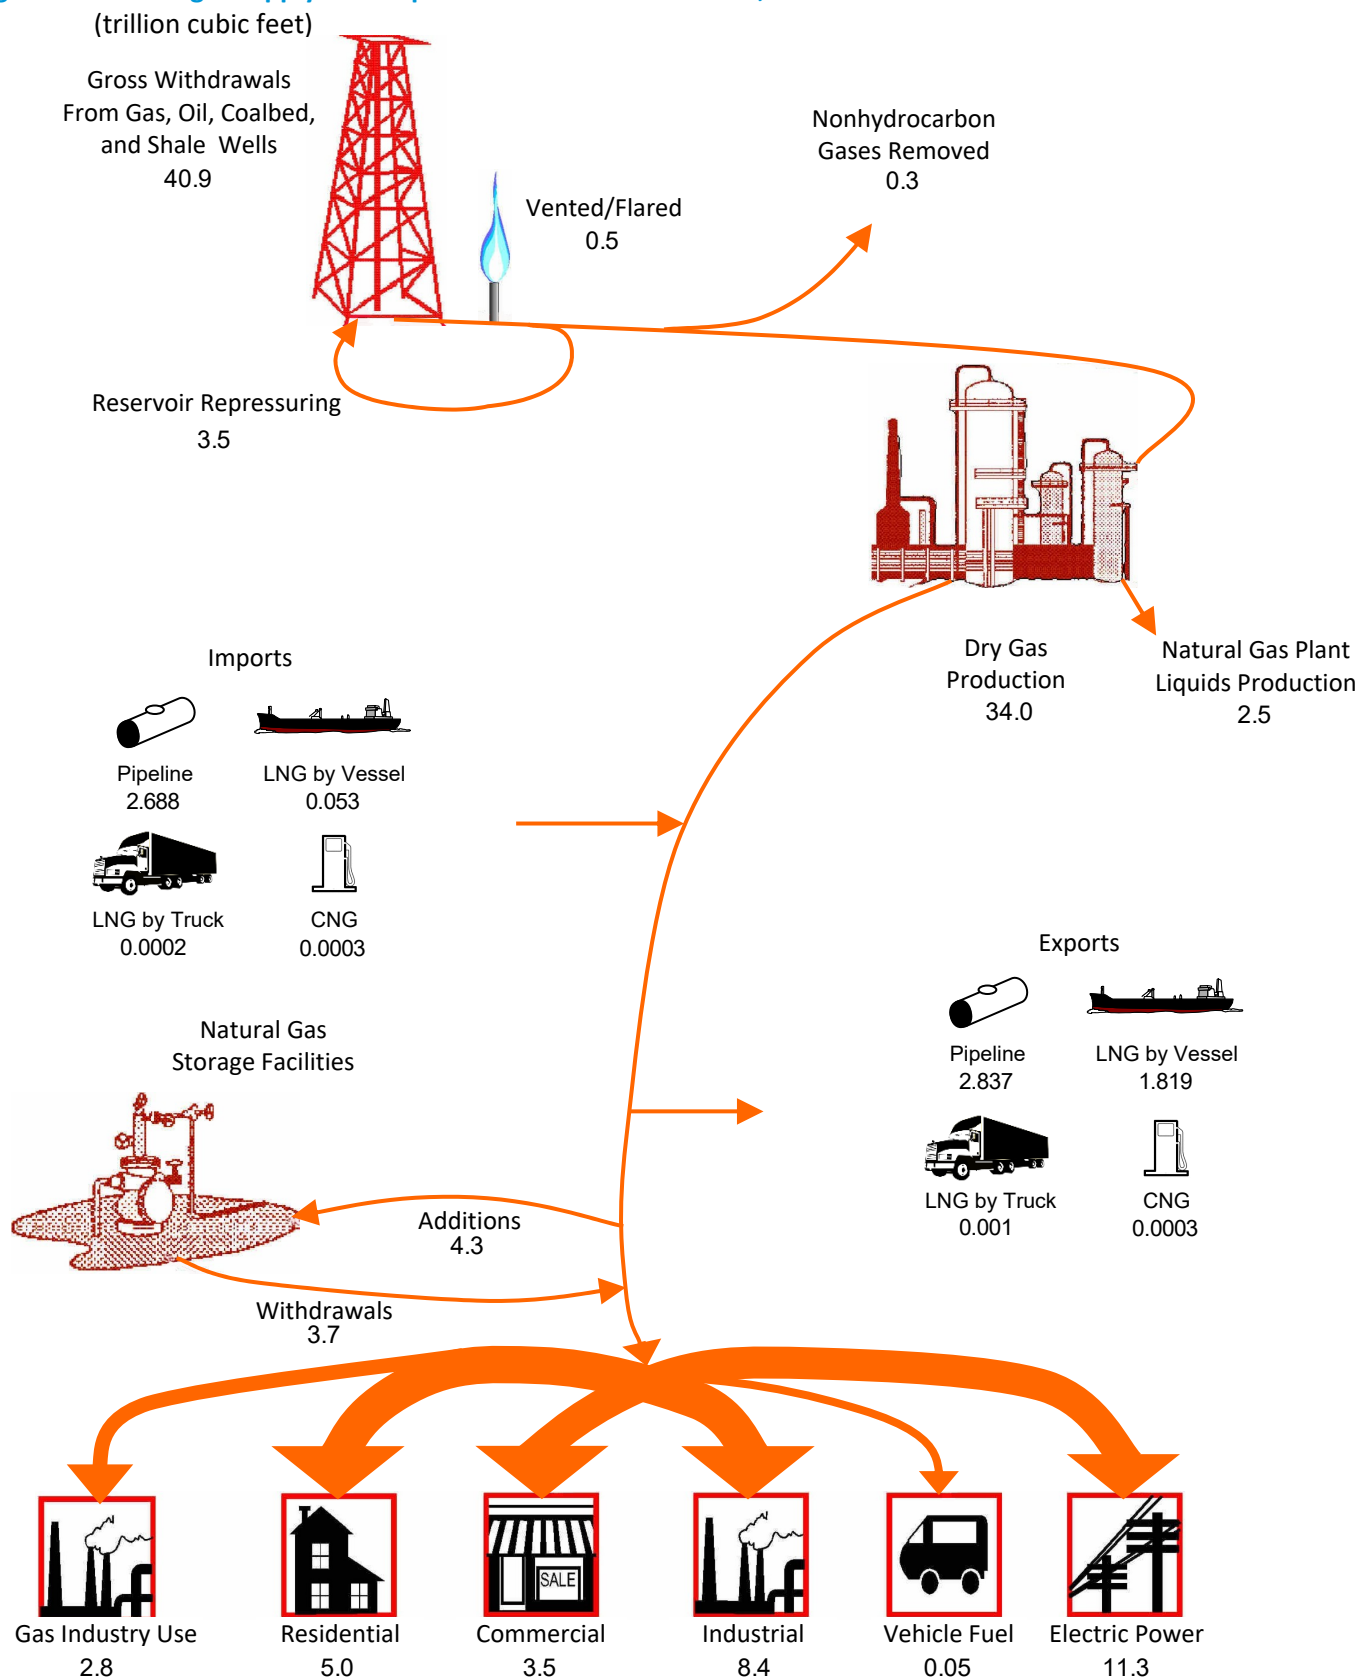 (trillion cubic feet)
Gross Withdrawals
From Gas, Oil, Coalbed,
and Shale Wells
40.9
Vented/Flared
0.5
Nonhydrocarbon
Gases Removed
0.3
Reservoir Repressuring
3.5
Dry Gas
Production
34.0
Natural Gas Plant
Liquids Production
2.5
Imports
Pipeline
2.688
LNG by Vessel
0.053
LNG by Truck
0.0002
CNG
0.0003
Exports
Pipeline
2.837
LNG by Vessel
1.819
LNG by Truck
0.001
CNG
0.0003
Natural Gas
Storage Facilities
Additions
4.3
Withdrawals
3.7
SALE
Gas Industry Use
2.8
Residential
5.0
Commercial
3.5
Industrial
8.4
Vehicle Fuel
0.05
Electric Power
11.3